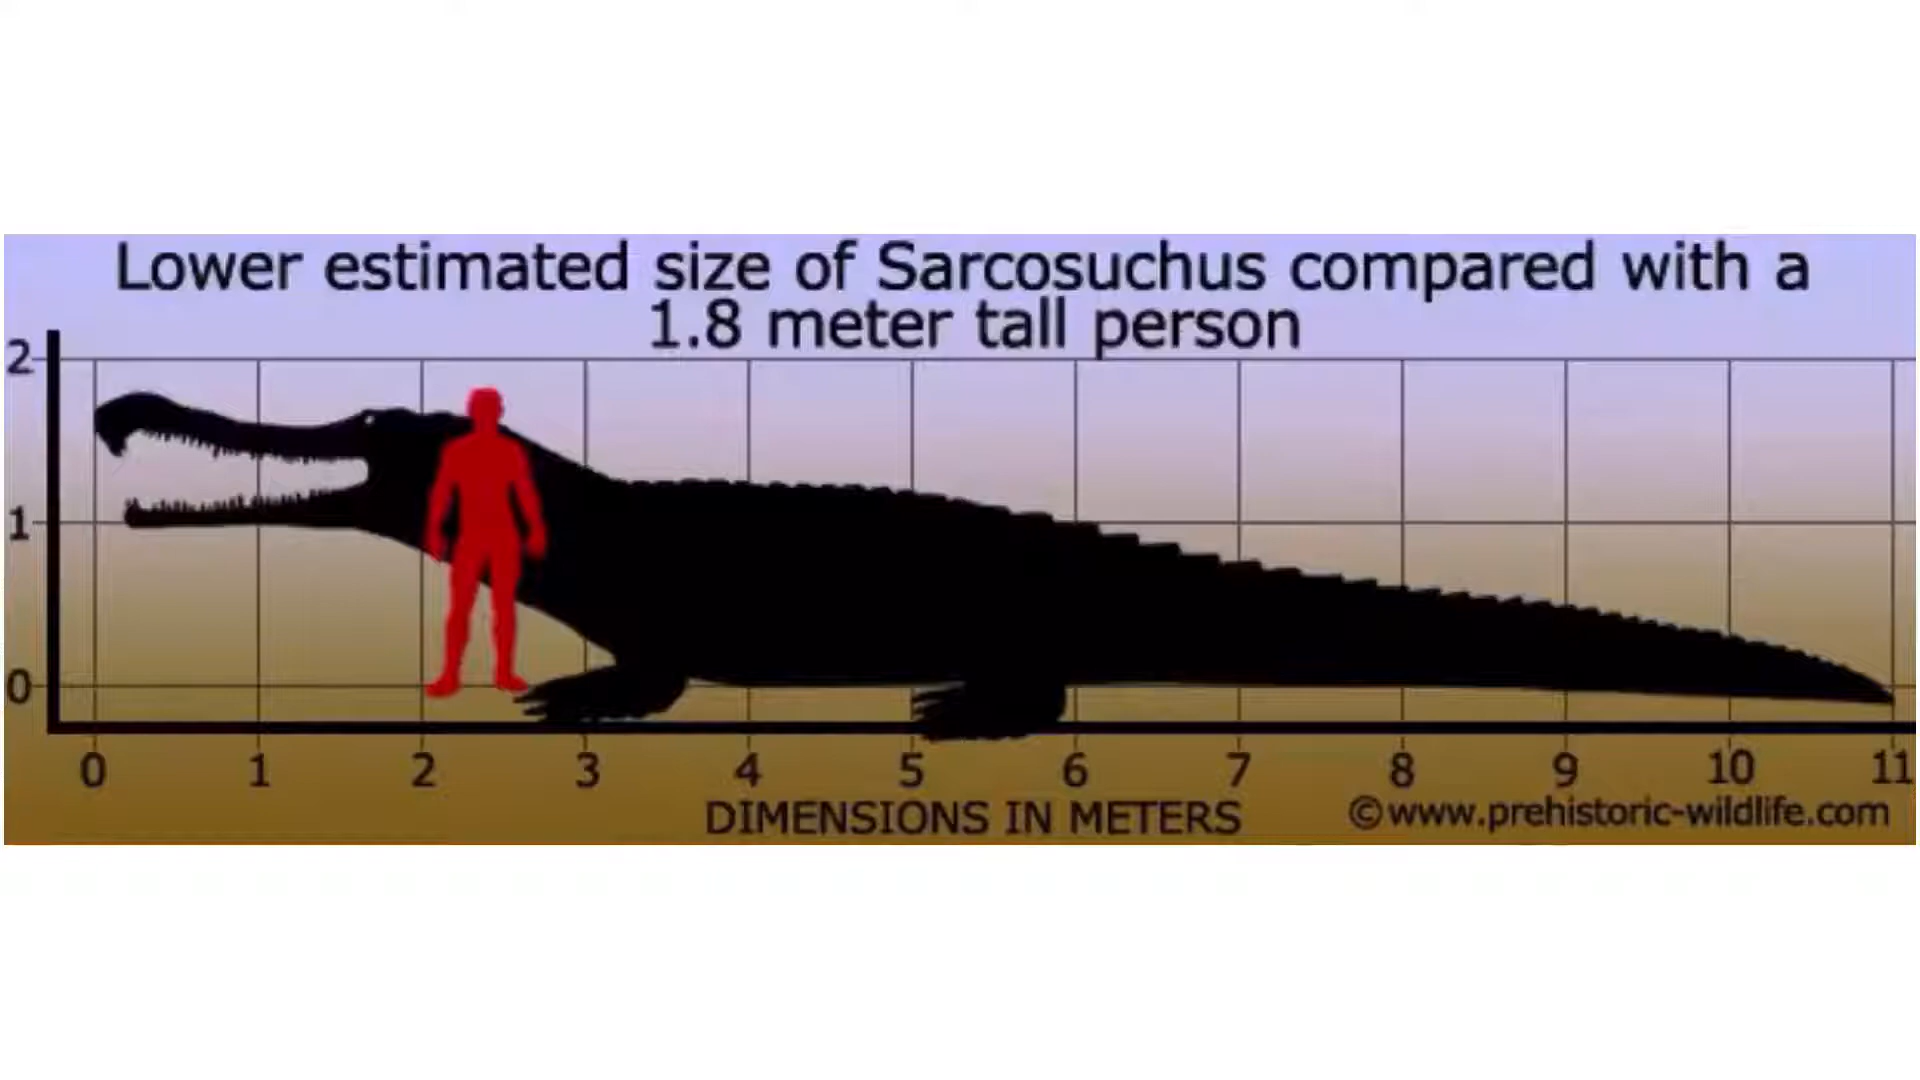 Lower estimated size of Sarcosuchus compared with a
1.8 meter tall person
2
1
0
0 1 2 3 4 5 6 7 8 9 10 11
DIMENSIONS IN METERS
©www.prehistoric-wildlife.com